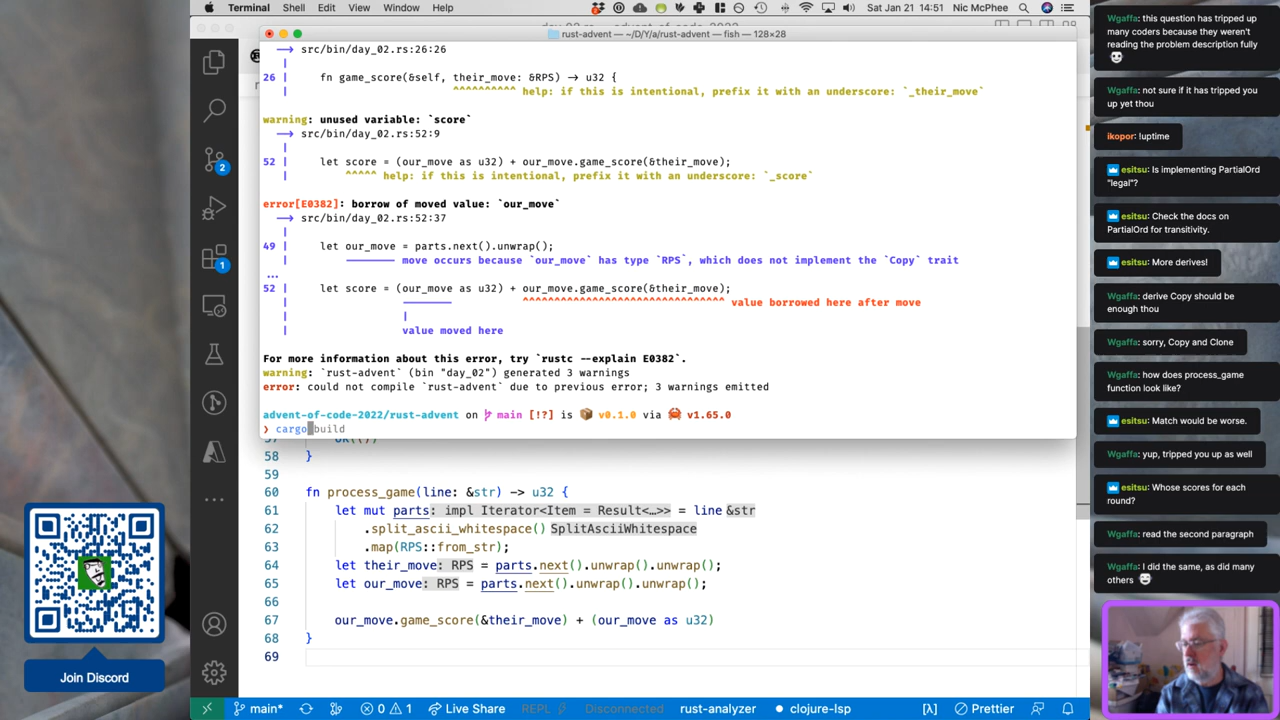 Terminal Shell Edit View Window Help
Sat Jan 21 14:51 Nic McPhee
rust-advent — ~/D/Y/a/rust-advent — fish — 128×28
→ src/bin/day_02.rs:26:26
|
26 | fn game_score(&self, their_move: &RPS) → u32 {
| ^^^^^^^^^^ help: if this is intentional, prefix it with an underscore: `_their_move`
warning: unused variable: `score`
→ src/bin/day_02.rs:52:9
|
52 | let score = (our_move as u32) + our_move.game_score(&their_move);
| ^^^^^ help: if this is intentional, prefix it with an underscore: `_score`
error[E0382]: borrow of moved value: `our_move`
→ src/bin/day_02.rs:52:37
|
49 | let our_move = parts.next().unwrap();
| -------- move occurs because `our_move` has type `RPS`, which does not implement the `Copy` trait
...
52 | let score = (our_move as u32) + our_move.game_score(&their_move);
| -------- ^^^^^^^^^^^^^^^^^^^^^^^^^^^^^^^ value borrowed here after move
| |
| value moved here
For more information about this error, try `rustc --explain E0382`.
warning: `rust-advent` (bin "day_02") generated 3 warnings
error: could not compile `rust-advent` due to previous error; 3 warnings emitted
advent-of-code-2022/rust-advent on main [!?] is 📦 v0.1.0 via 🦀 v1.65.0
❯ cargo build
58 }
59
60 fn process_game(line: &str) -> u32 {
61 let mut parts: impl Iterator<Item = Result<…>> = line &str
62 .split_ascii_whitespace() SplitAsciiWhitespace
63 .map(RPS::from_str);
64 let their_move: RPS = parts.next().unwrap().unwrap();
65 let our_move: RPS = parts.next().unwrap().unwrap();
66
67 our_move.game_score(&their_move) + (our_move as u32)
68 }
69
2
1
main* 0 1 Live Share REPL Disconnected rust-analyzer clojure-lsp [λ] Prettier
Join Discord
Wgaffa: this question has tripped up
many coders because they weren't
reading the problem description fully
Wgaffa: not sure if it has tripped you
up yet thou
ikopor: !uptime
esitsu: Is implementing PartialOrd
"legal"?
esitsu: Check the docs on
PartialOrd for transitivity.
esitsu: More derives!
Wgaffa: derive Copy should be
enough thou
Wgaffa: sorry, Copy and Clone
Wgaffa: how does process_game
function look like?
esitsu: Match would be worse.
Wgaffa: yup, tripped you up as well
esitsu: Whose scores for each
round?
Wgaffa: read the second paragraph
Wgaffa: I did the same, as did many
others